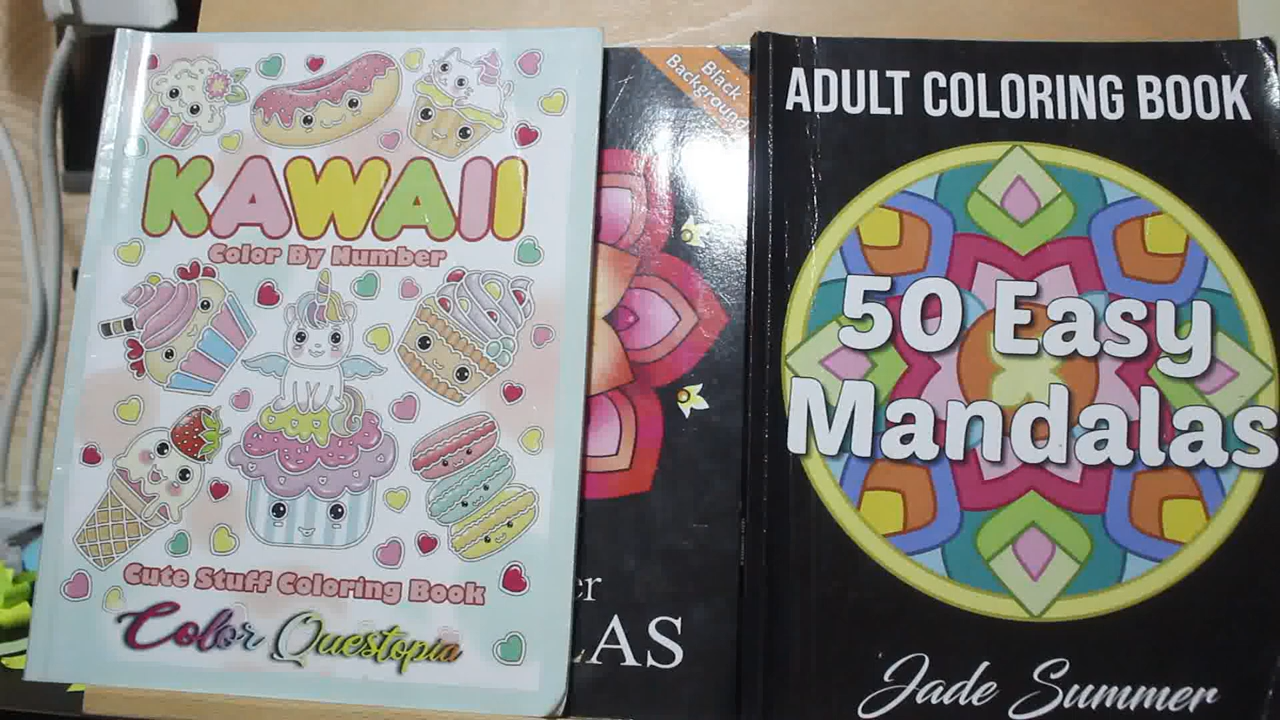 KAWAII
Color By Number
Cute Stuff Coloring Book
Color Questopia
Black
Background
er
LAS
ADULT COLORING BOOK
50 Easy
Mandalas
Jade Summer